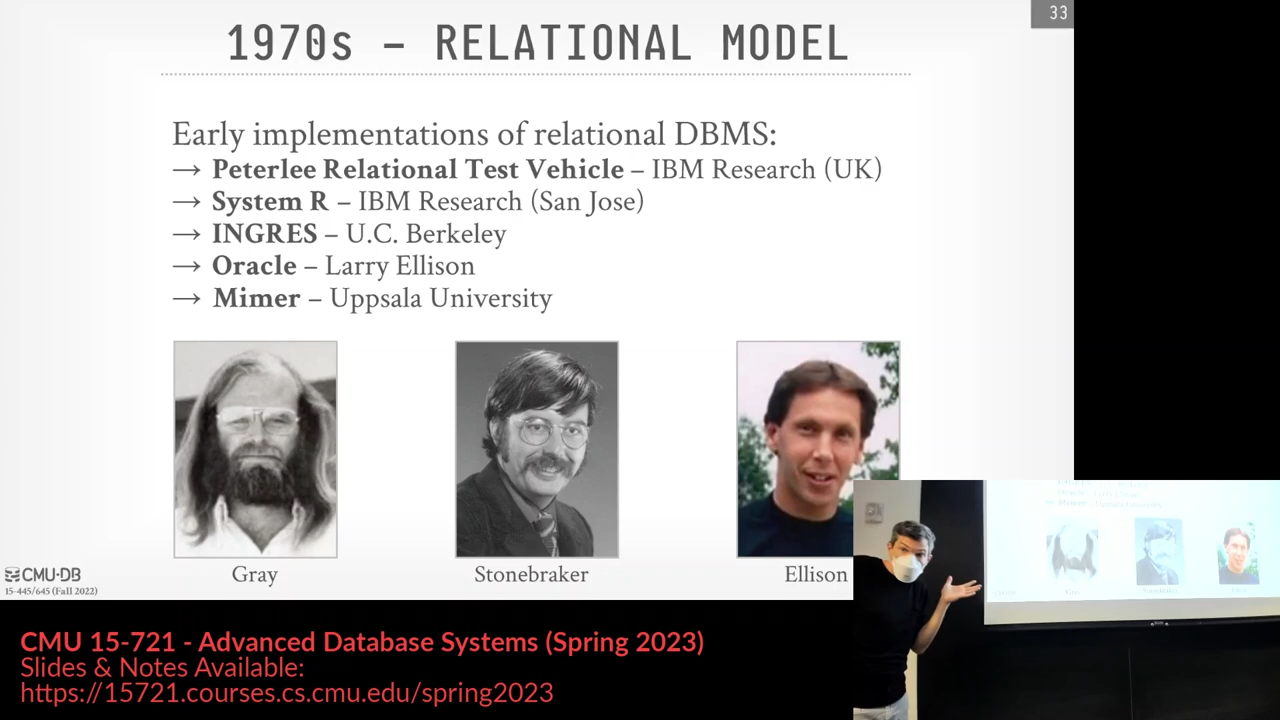 33
1970s – RELATIONAL MODEL
Early implementations of relational DBMS:
→ Peterlee Relational Test Vehicle – IBM Research (UK)
→ System R – IBM Research (San Jose)
→ INGRES – U.C. Berkeley
→ Oracle – Larry Ellison
→ Mimer – Uppsala University
Gray
Stonebraker
Ellison
CMU·DB
15-445/645 (Fall 2022)
CMU 15-721 - Advanced Database Systems (Spring 2023)
Slides & Notes Available:
https://15721.courses.cs.cmu.edu/spring2023